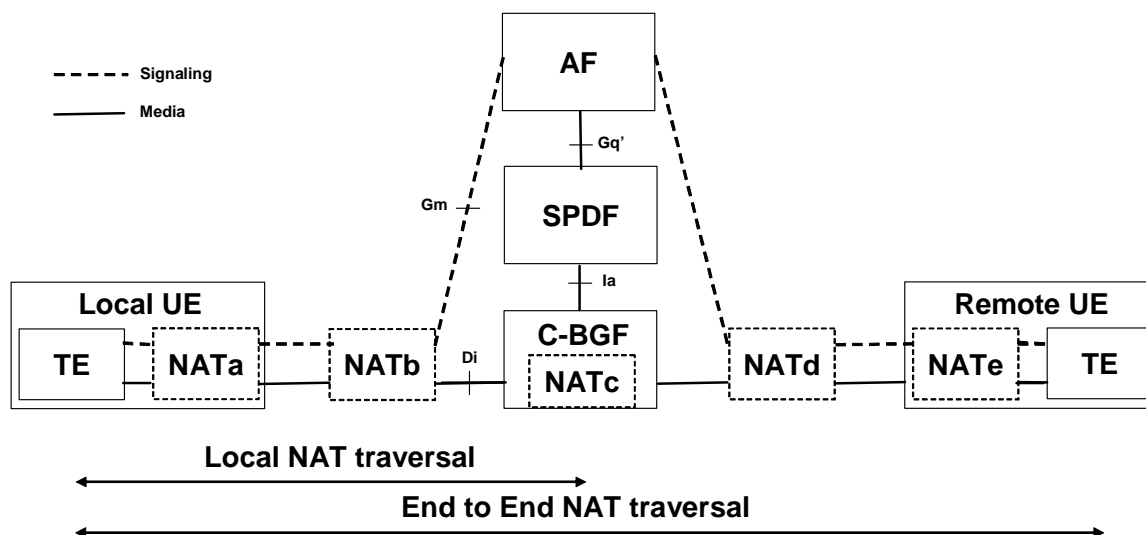 AF
Signaling
Media
Gq’
Gm
SPDF
Ia
Local UE
Remote UE
C-BGF
TE
NATa
NATb
Di
NATc
NATd
NATe
TE
Local NAT traversal
End to End NAT traversal